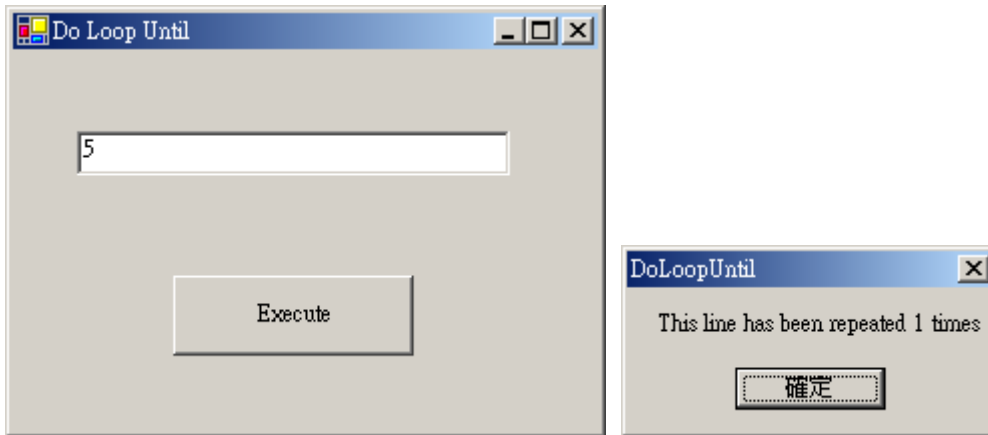 Do Loop Until
5
Execute
DoLoopUntil
This line has been repeated 1 times
確定